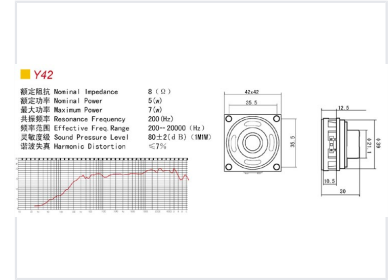 Y42
额定阻抗 Nominal Impedance 8 (Ω)
额定功率 Nominal Power 5(w)
最大功率 Maximum Power 7(w)
共振频率 Resonance Frequency 200(Hz)
频率范围 Effective Freq.Range 200--20000(Hz)
灵敏度级 Sound Pressure Level 80±2(dB)(1M1W)
谐波失真 Harmonic Distortion ≤7%
42x42
35.5
35.5
12.5
18.5
30